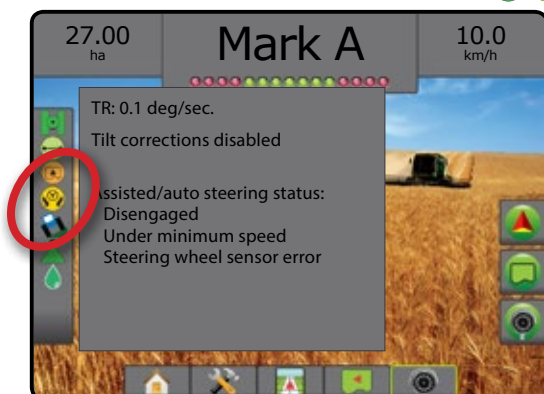 27.00
ha
Mark A
10.0
km/h
TR: 0.1 deg/sec.
Tilt corrections disabled
Assisted/auto steering status:
Disengaged
Under minimum speed
Steering wheel sensor error